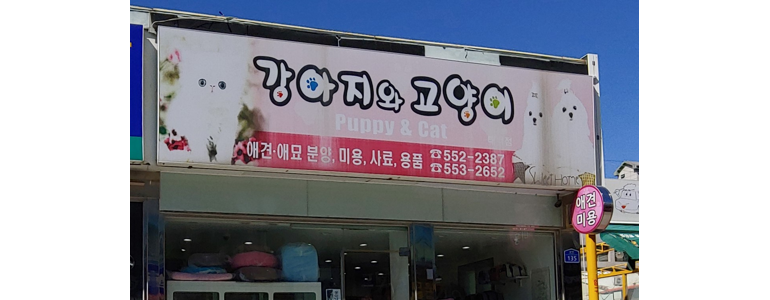 강아지와 고양이
Puppy & Cat
애견·애묘 분양, 미용, 사료, 용품 ☎552-2387
☎553-2652
애견
미용
135